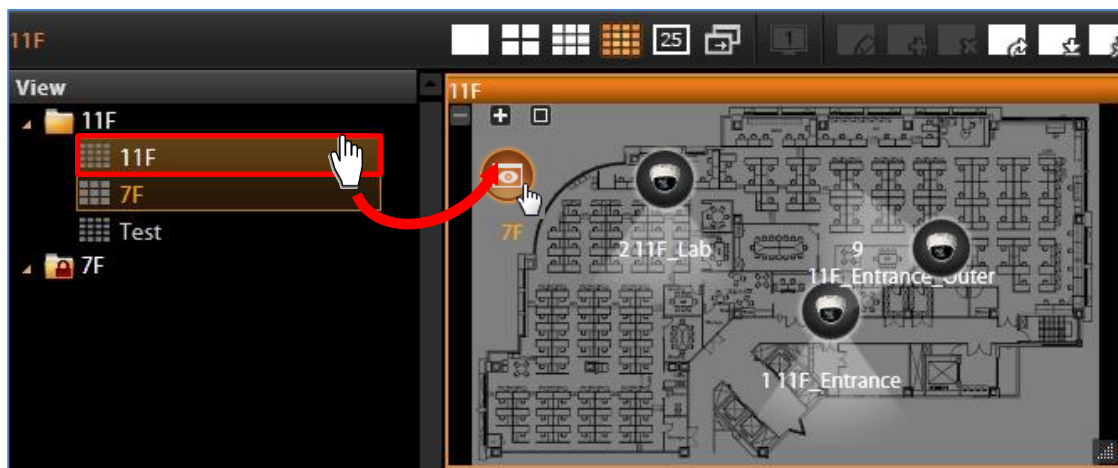 11F
25
1
View
11F
11F
7F
Test
7F
11F
7F
2 11F_Lab
9
11F_Entrance_Outer
1 11F_Entrance